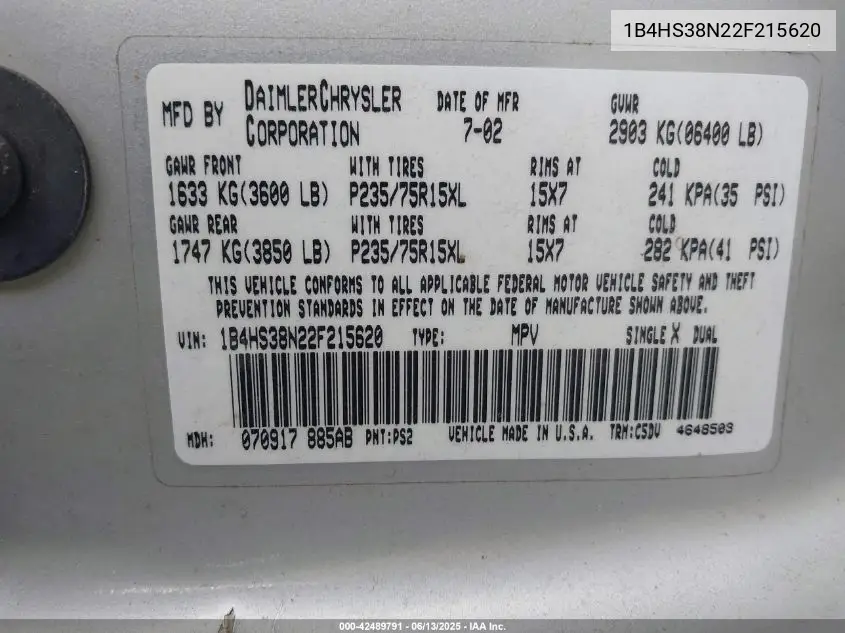 1B4HS38N22F215620
MFD BY DAIMLERCHRYSLER CORPORATION DATE OF MFR 7-02 GVWR 2903 KG(06400 LB)
GAWR FRONT WITH TIRES RIMS AT COLD
1633 KG(3600 LB) P235/75R15XL 15X7 241 KPA(35 PSI)
GAWR REAR WITH TIRES RIMS AT COLD
1747 KG(3850 LB) P235/75R15XL 15X7 282 KPA(41 PSI)
THIS VEHICLE CONFORMS TO ALL APPLICABLE FEDERAL MOTOR VEHICLE SAFETY AND THEFT
PREVENTION STANDARDS IN EFFECT ON THE DATE OF MANUFACTURE SHOWN ABOVE.
VIN: 1B4HS38N22F215620 TYPE: MPV SINGLE X DUAL
MDH: 070917 885AB PNT:PS2 VEHICLE MADE IN U.S.A. TRM:C5DV 4648503
000-42489791 - 06/13/2025 - IAA Inc.